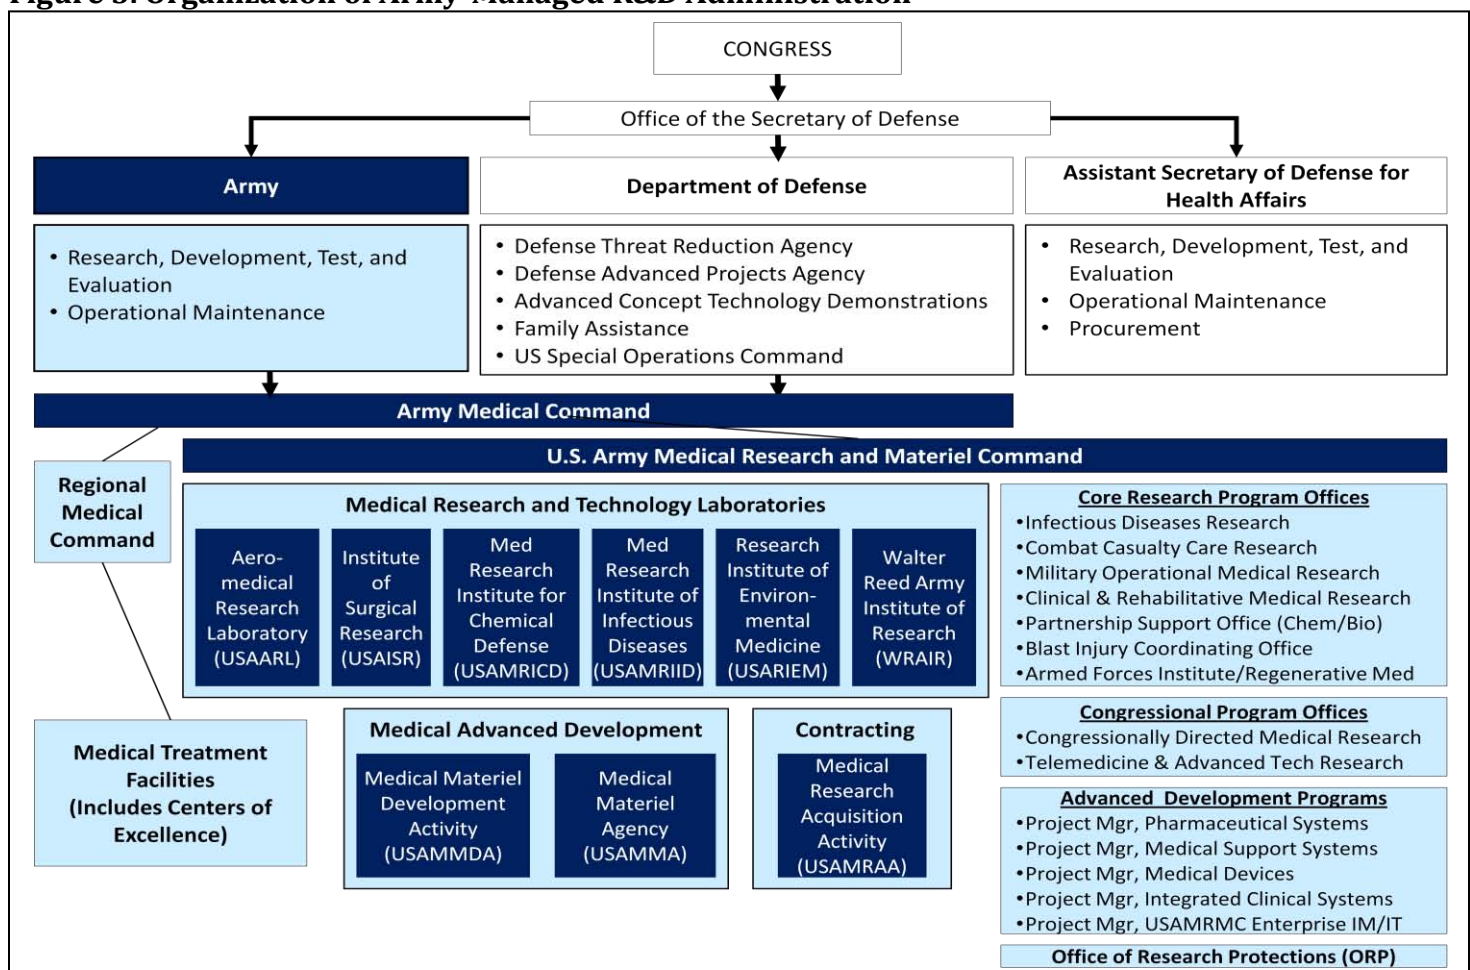 Figure 3. Organization of Army-Managed R&D Administration
CONGRESS
Office of the Secretary of Defense
Army
Department of Defense
Assistant Secretary of Defense for
Health Affairs
• Research, Development, Test, and
Evaluation
• Operational Maintenance
• Defense Threat Reduction Agency
• Defense Advanced Projects Agency
• Advanced Concept Technology Demonstrations
• Family Assistance
• US Special Operations Command
• Research, Development, Test, and
Evaluation
• Operational Maintenance
• Procurement
Army Medical Command
U.S. Army Medical Research and Materiel Command
Regional
Medical
Command
Medical Treatment
Facilities
(Includes Centers of
Excellence)
Medical Research and Technology Laboratories
Aero-
medical
Research
Laboratory
(USAARL)
Institute
of
Surgical
Research
(USAISR)
Med
Research
Institute for
Chemical
Defense
(USAMRICD)
Med
Research
Institute of
Infectious
Diseases
(USAMRIID)
Research
Institute of
Environ-
mental
Medicine
(USARIEM)
Walter
Reed Army
Institute of
Research
(WRAIR)
Medical Advanced Development
Medical Materiel
Development
Activity
(USAMMDA)
Medical
Materiel
Agency
(USAMMA)
Contracting
Medical
Research
Acquisition
Activity
(USAMRAA)
Core Research Program Offices
•Infectious Diseases Research
•Combat Casualty Care Research
•Military Operational Medical Research
•Clinical & Rehabilitative Medical Research
•Partnership Support Office (Chem/Bio)
•Blast Injury Coordinating Office
•Armed Forces Institute/Regenerative Med
Congressional Program Offices
•Congressionally Directed Medical Research
•Telemedicine & Advanced Tech Research
Advanced Development Programs
•Project Mgr, Pharmaceutical Systems
•Project Mgr, Medical Support Systems
•Project Mgr, Medical Devices
•Project Mgr, Integrated Clinical Systems
•Project Mgr, USAMRMC Enterprise IM/IT
Office of Research Protections (ORP)